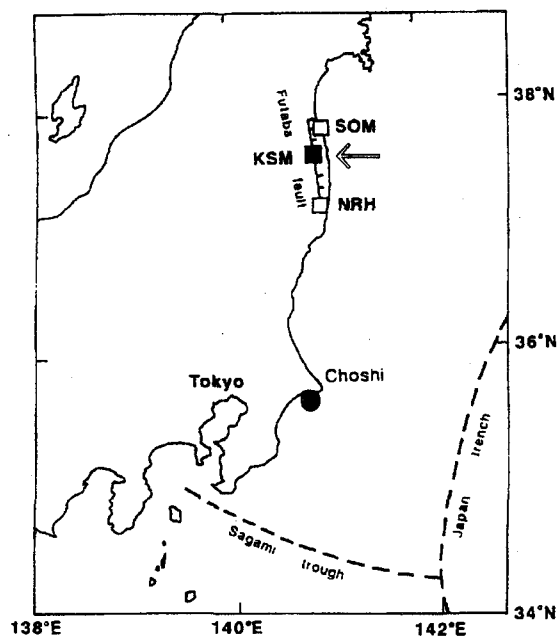 38°N
Futaba
fault
SOM
KSM
NRH
36°N
Choshi
Tokyo
Japan trench
Sagami trough
34°N
138°E
140°E
142°E